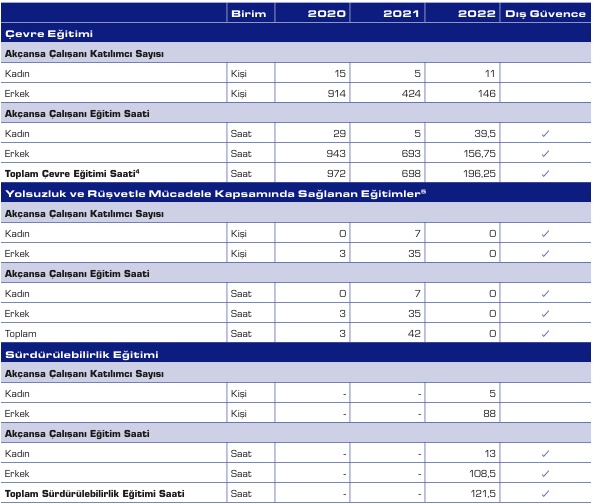 Birim 2020 2021 2022 Dış Güvence
Çevre Eğitimi
Akçansa Çalışanı Katılımcı Sayısı
Kadın Kişi 15 5 11
Erkek Kişi 914 424 146
Akçansa Çalışanı Eğitim Saati
Kadın Saat 29 5 39,5 ✓
Erkek Saat 943 693 156,75 ✓
Toplam Çevre Eğitimi Saati⁴ Saat 972 698 196,25 ✓
Yolsuzluk ve Rüşvetle Mücadele Kapsamında Sağlanan Eğitimler⁵
Akçansa Çalışanı Katılımcı Sayısı
Kadın Kişi 0 7 0 ✓
Erkek Kişi 3 35 0 ✓
Akçansa Çalışanı Eğitim Saati
Kadın Saat 0 7 0 ✓
Erkek Saat 3 35 0 ✓
Toplam Saat 3 42 0 ✓
Sürdürülebilirlik Eğitimi
Akçansa Çalışanı Katılımcı Sayısı
Kadın Kişi - - 5
Erkek Kişi - - 88
Akçansa Çalışanı Eğitim Saati
Kadın Saat - - 13 ✓
Erkek Saat - - 108,5 ✓
Toplam Sürdürülebilirlik Eğitimi Saati Saat - - 121,5 ✓